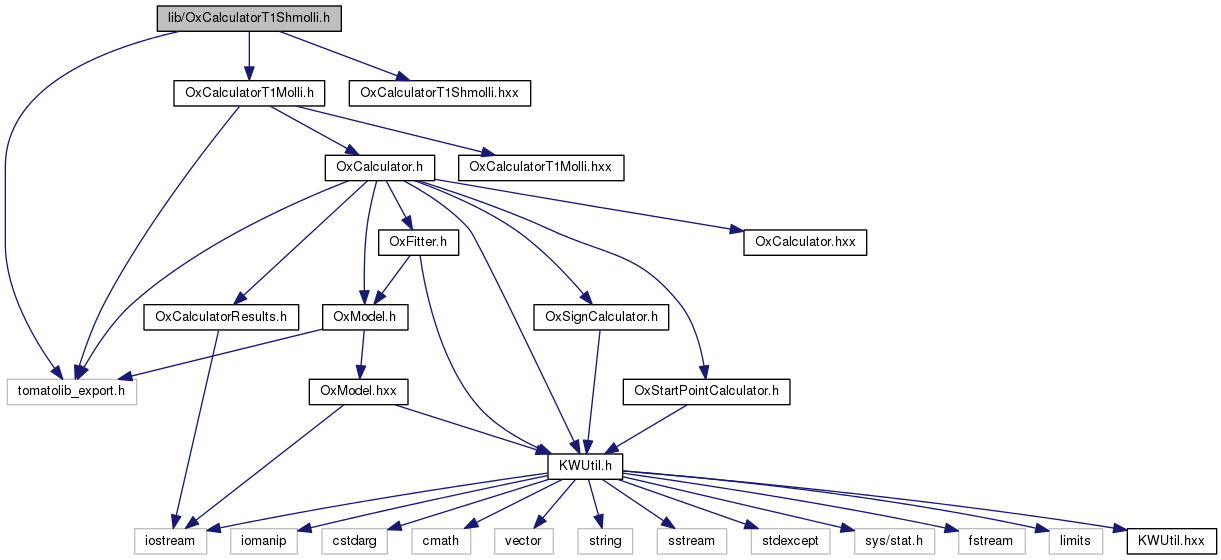 lib/OxCalculatorT1Shmolli.h
OxCalculatorT1Molli.h
OxCalculatorT1Shmolli.hxx
OxCalculator.h
OxCalculatorT1Molli.hxx
OxFitter.h
OxCalculator.hxx
OxCalculatorResults.h
OxModel.h
OxSignCalculator.h
tomatolib_export.h
OxModel.hxx
OxStartPointCalculator.h
KWUtil.h
iostream
iomanip
cstdarg
cmath
vector
string
sstream
stdexcept
sys/stat.h
fstream
limits
KWUtil.hxx